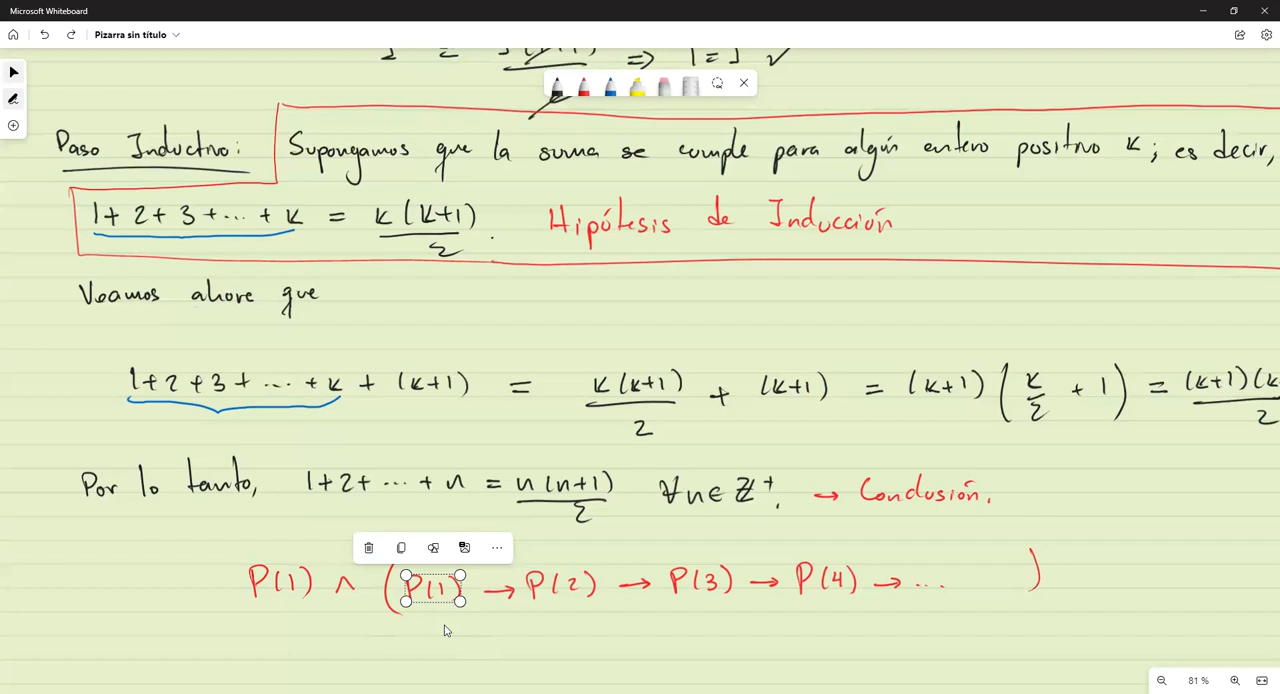 Microsoft Whiteboard
Pizarra sin título
Paso Inductivo: Supongamos que la suma se cumple para algún entero positivo k; es decir,
1+2+3+...+k = k(k+1)/2. Hipótesis de Inducción
Veamos ahora que
1+2+3+...+k+(k+1) = k(k+1)/2 + (k+1) = (k+1)(k/2 + 1) = (k+1)(k
Por lo tanto, 1+2+...+n = n(n+1)/2 ∀n∈ℤ⁺. → Conclusión.
P(1) ∧ (P(1) → P(2) → P(3) → P(4) → ... )
81 %